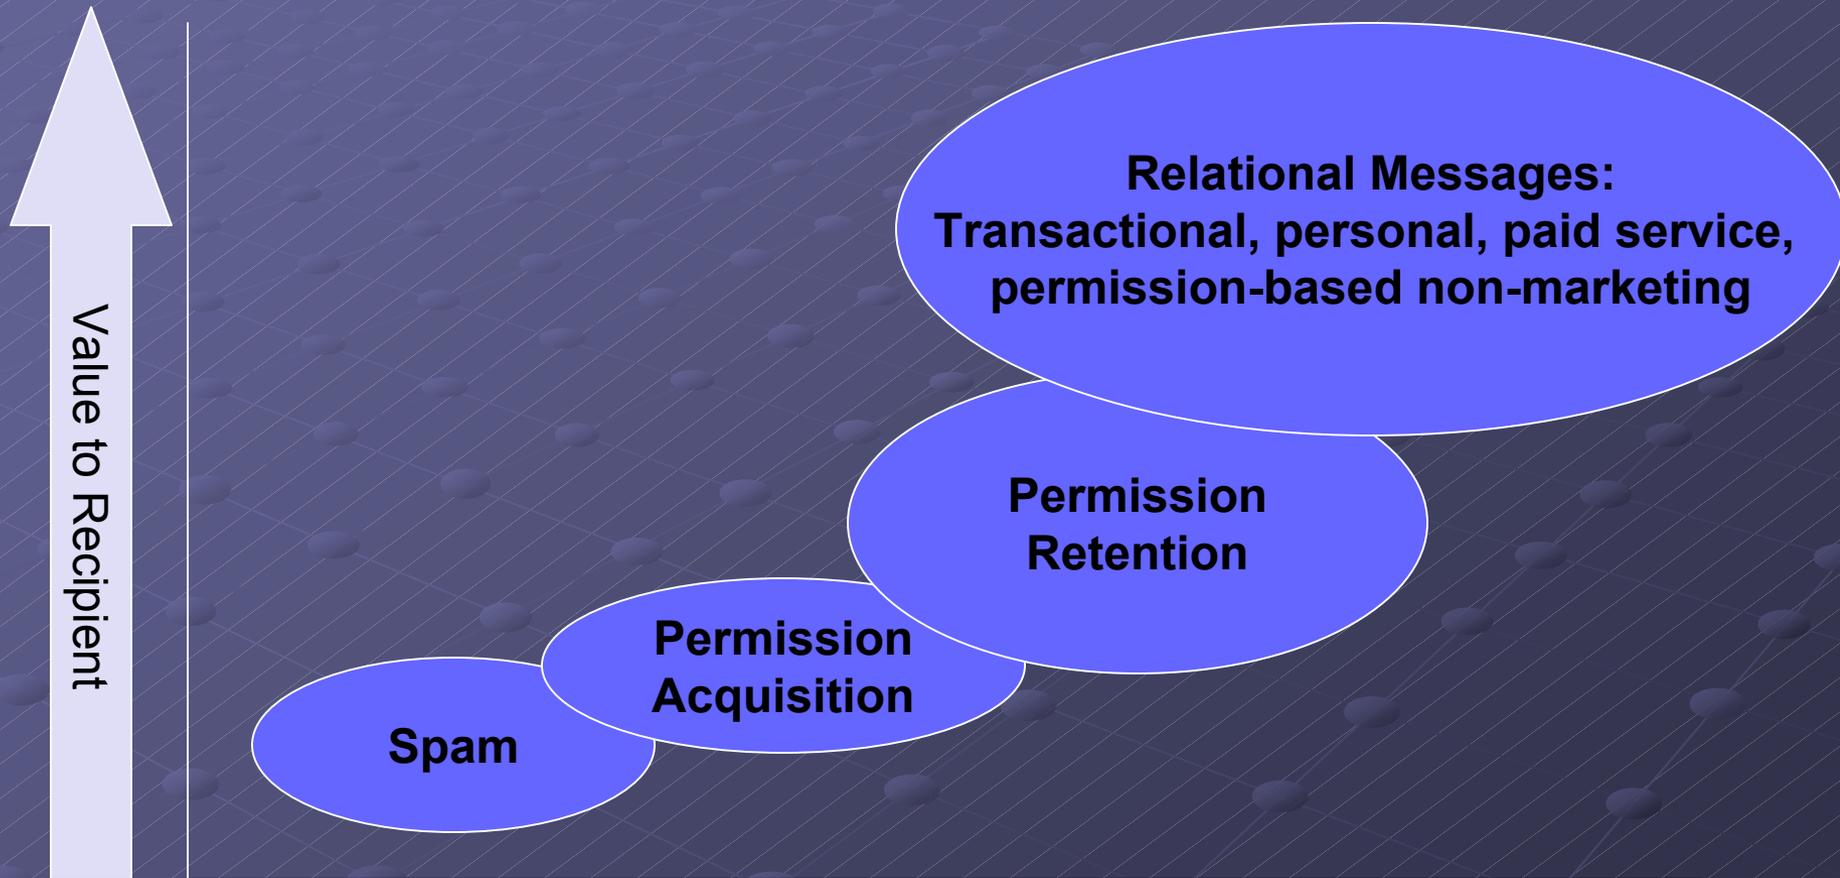 Value to Recipient
Relational Messages:
Transactional, personal, paid service,
permission-based non-marketing
Permission
Retention
Permission
Acquisition
Spam